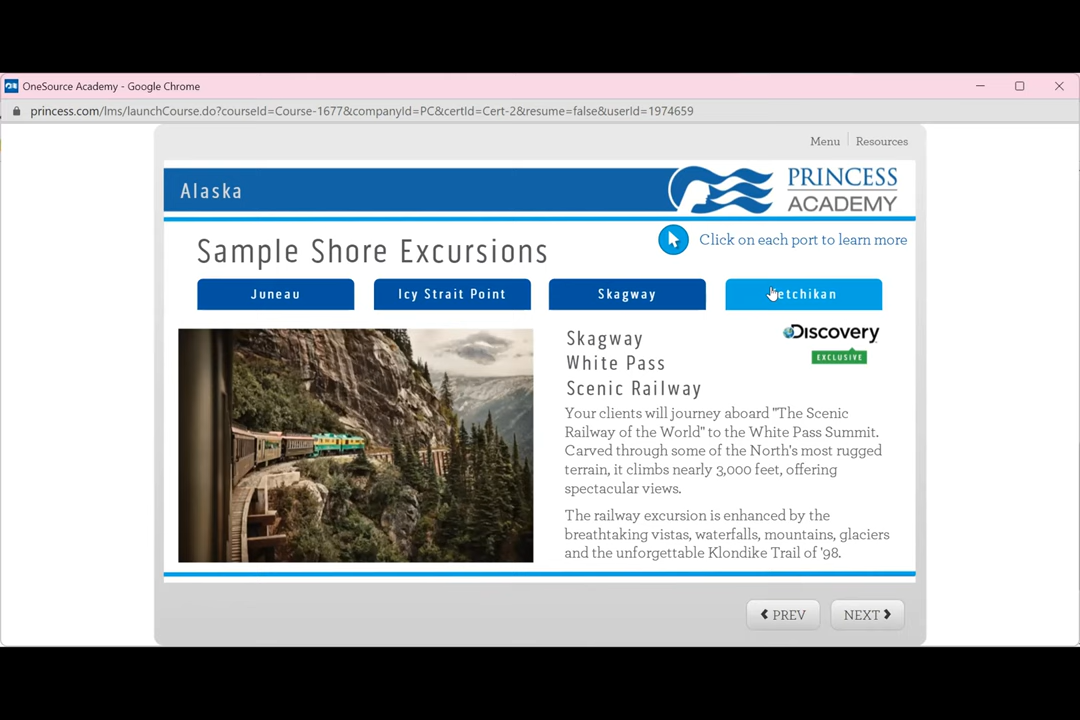 OneSource Academy - Google Chrome
princess.com/lms/launchCourse.do?courseId=Course-1677&companyId=PC&certId=Cert-2&resume=false&userId=1974659
Menu
Resources
Alaska
PRINCESS
ACADEMY
Sample Shore Excursions
Click on each port to learn more
Juneau
Icy Strait Point
Skagway
etchikan
Skagway
White Pass
Scenic Railway
Discovery
EXCLUSIVE
Your clients will journey aboard "The Scenic
Railway of the World" to the White Pass Summit.
Carved through some of the North's most rugged
terrain, it climbs nearly 3,000 feet, offering
spectacular views.
The railway excursion is enhanced by the
breathtaking vistas, waterfalls, mountains, glaciers
and the unforgettable Klondike Trail of '98.
PREV
NEXT